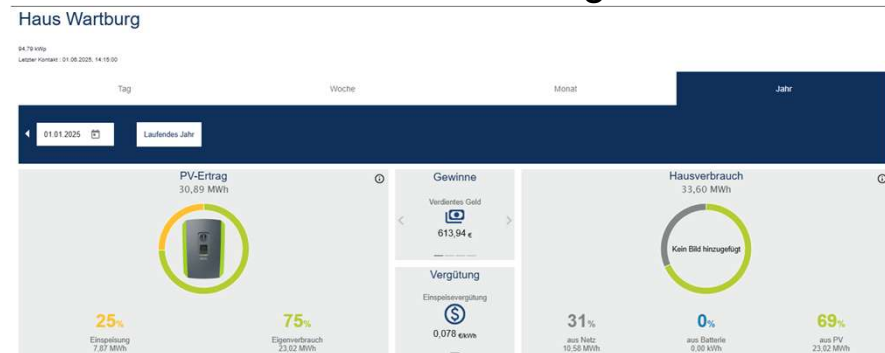 Haus Wartburg
94,79 kWp
Letzter Kontakt : 01.06.2025, 14:15:00
Tag
Woche
Monat
Jahr
01.01.2025
Laufendes Jahr
PV-Ertrag
30,89 MWh
25%
Einspeisung
7,87 MWh
75%
Eigenverbrauch
23,02 MWh
Gewinne
Verdientes Geld
613,94 €
Vergütung
Einspeisevergütung
0,078 €/kWh
Hausverbrauch
33,60 MWh
Kein Bild hinzugefügt
31%
aus Netz
10,58 MWh
0%
aus Batterie
0,00 kWh
69%
aus PV
23,02 MWh